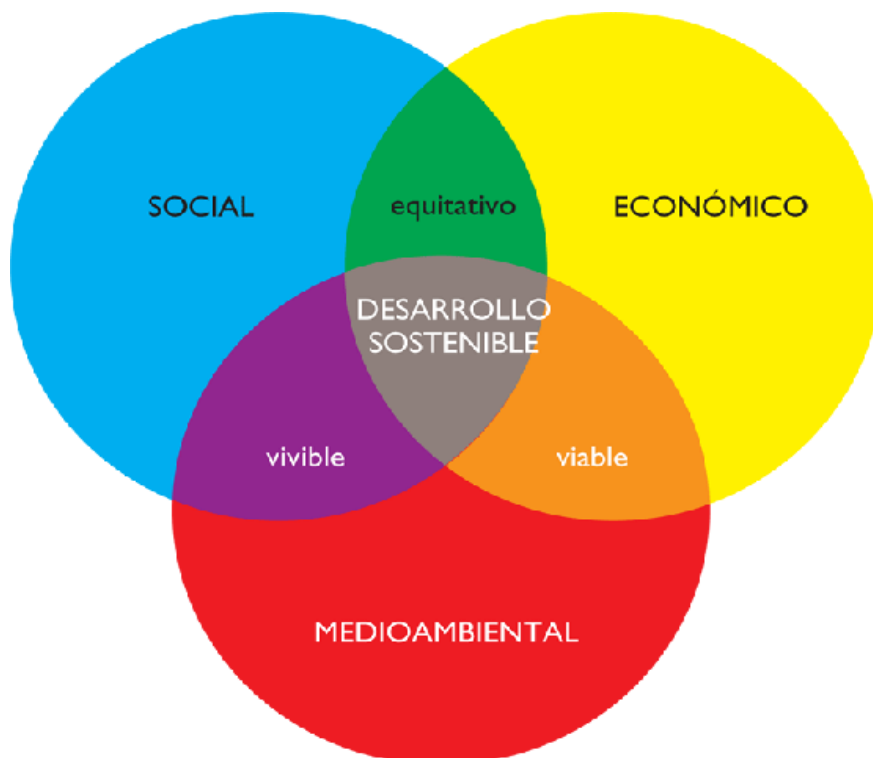 SOCIAL
equitativo
ECONÓMICO
DESARROLLO
SOSTENIBLE
vivible
viable
MEDIOAMBIENTAL